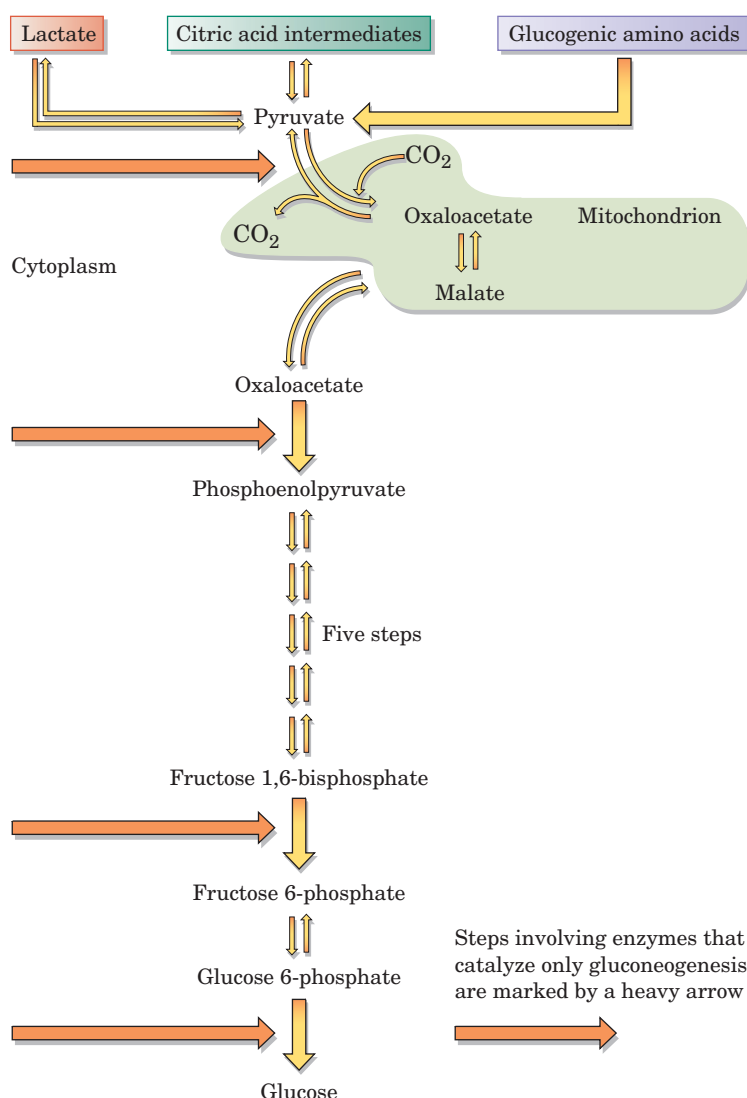 Lactate
Citric acid intermediates
Glucogenic amino acids
Pyruvate
CO2
Oxaloacetate
Mitochondrion
CO2
Cytoplasm
Malate
Oxaloacetate
Phosphoenolpyruvate
Five steps
Fructose 1,6-bisphosphate
Fructose 6-phosphate
Steps involving enzymes that
catalyze only gluconeogenesis
are marked by a heavy arrow
Glucose 6-phosphate
Glucose